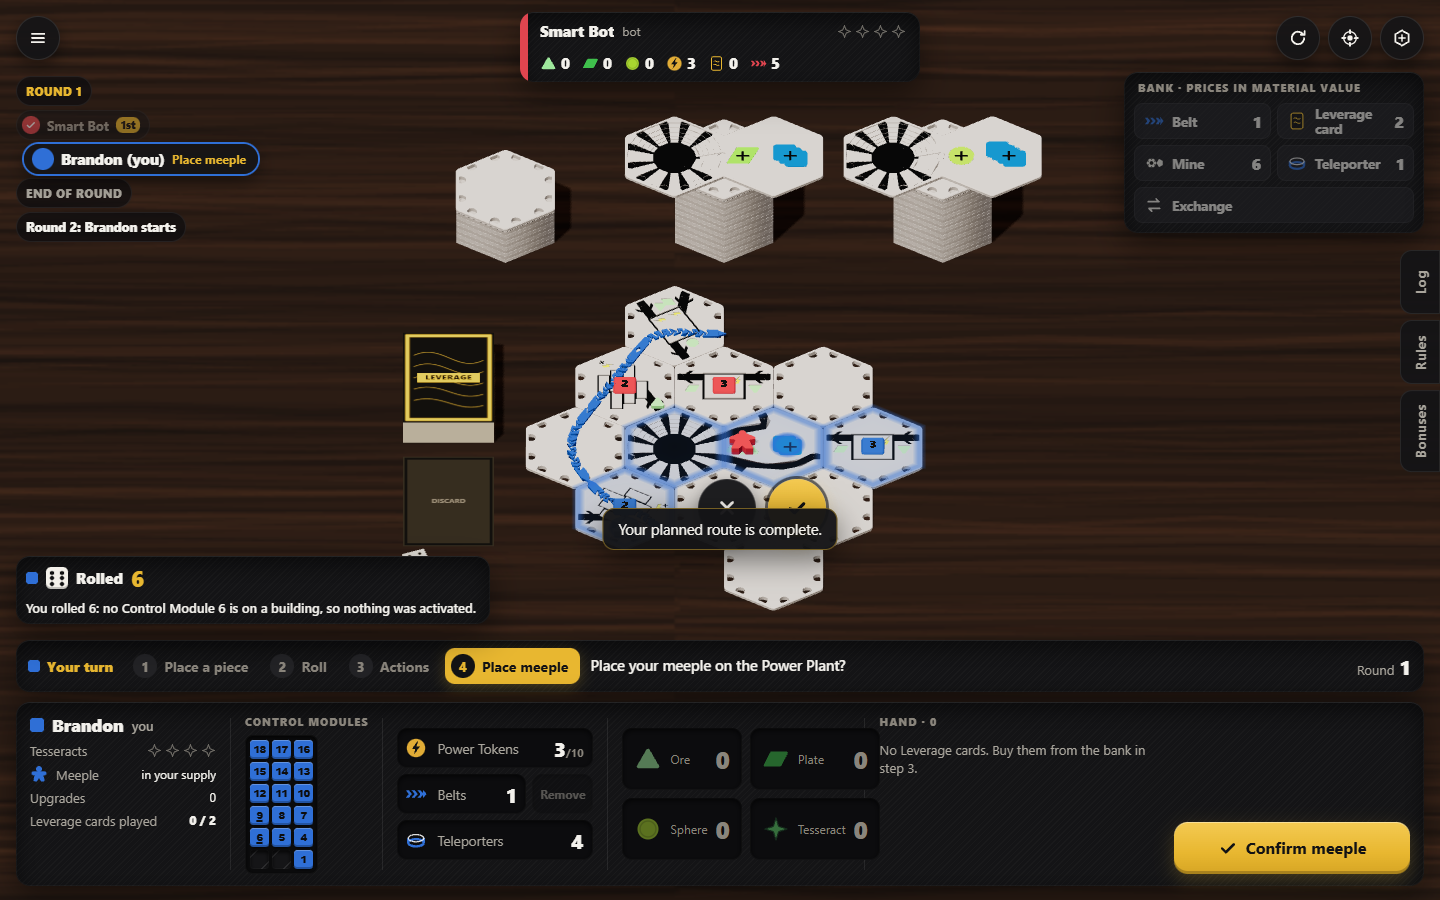 Smart Bot bot
0 0 0 3 0 5
ROUND 1
Smart Bot 1st
Brandon (you) Place meeple
END OF ROUND
Round 2: Brandon starts
BANK · PRICES IN MATERIAL VALUE
Belt 1
Leverage card 2
Mine 6
Teleporter 1
Exchange
Log
Rules
Bonuses
LEVERAGE
DISCARD
2
3
3
2
Your planned route is complete.
Rolled 6
You rolled 6: no Control Module 6 is on a building, so nothing was activated.
Your turn 1 Place a piece 2 Roll 3 Actions 4 Place meeple Place your meeple on the Power Plant?
Round 1
Brandon you
Tesseracts
Meeple in your supply
Upgrades 0
Leverage cards played 0 / 2
CONTROL MODULES
18 17 16
15 14 13
12 11 10
9 8 7
6 5 4
1
Power Tokens 3/10
Belts 1 Remove
Teleporters 4
Ore 0
Plate 0
Sphere 0
Tesseract 0
HAND · 0
No Leverage cards. Buy them from the bank in
step 3.
Confirm meeple